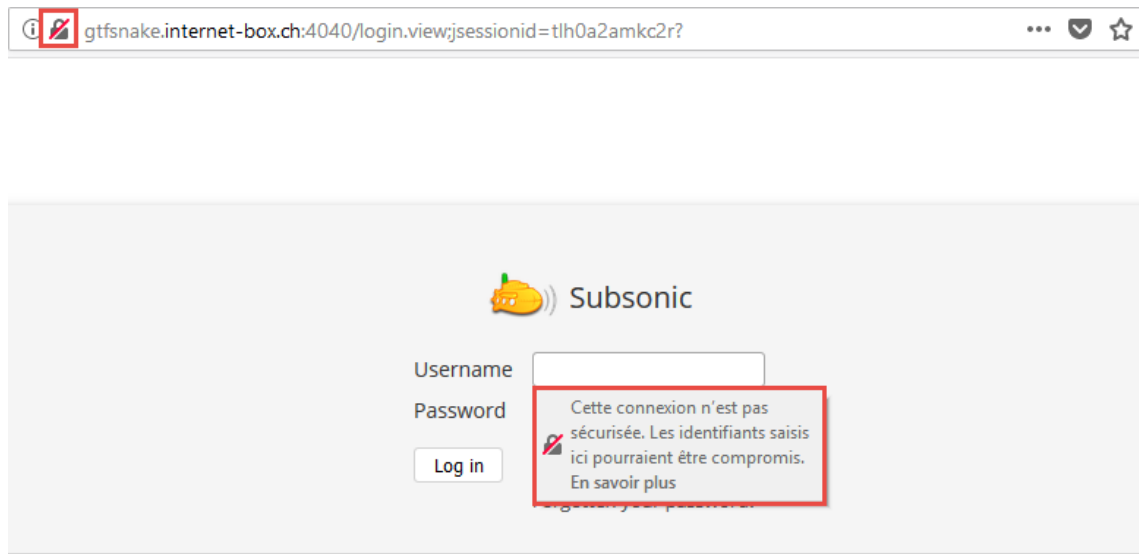 gtfsnake.internet-box.ch:4040/login.view;jsessionid=tlh0a2amkc2r?
Subsonic
Username
Password
Cette connexion n'est pas
sécurisée. Les identifiants saisis
ici pourraient être compromis.
En savoir plus
Log in